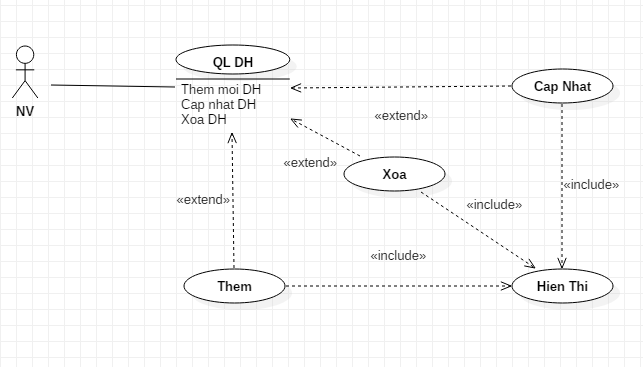 QL DH
Them moi DH
Cap nhat DH
Xoa DH
NV
Cap Nhat
«extend»
«extend»
Xoa
«include»
«extend»
«include»
«include»
Them
Hien Thi